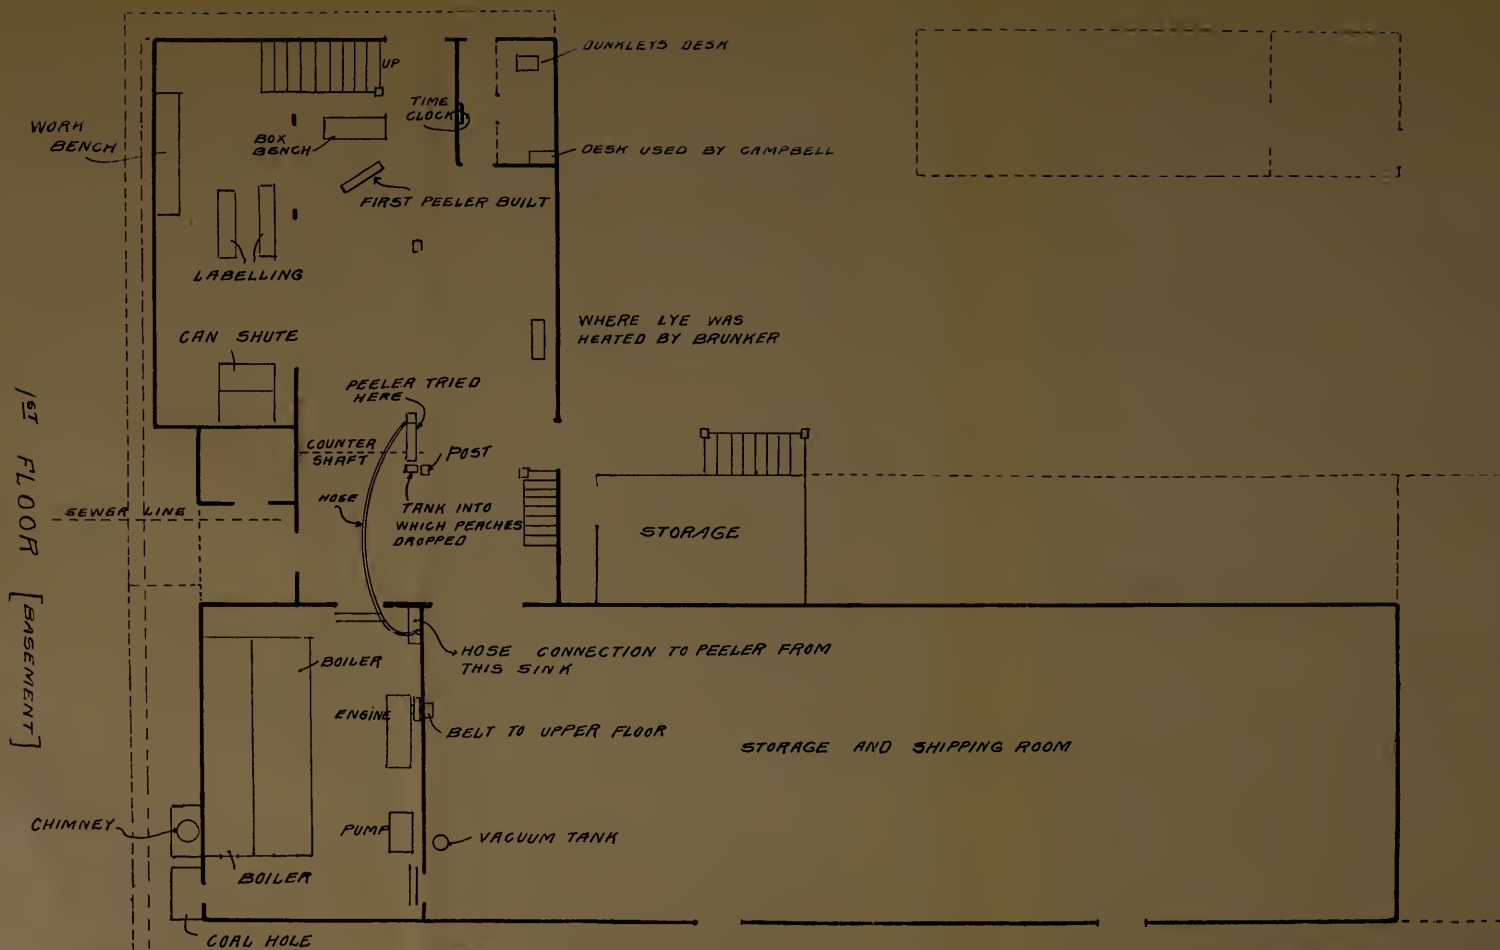 DUNKLEYS DESK
UP
TIME
CLOCK
WORK
BENCH
BOX
BENCH
DESK USED BY CAMPBELL
FIRST PEELER BUILT
LABELLING
WHERE LYE WAS
HEATED BY BRUNKER
CAN SHUTE
PEELER TRIED
HERE
COUNTER
SHAFT
POST
HOSE
TANK INTO
WHICH PEACHES
DROPPED
SEWER LINE
STORAGE
1ST FLOOR [BASEMENT]
HOSE CONNECTION TO PEELER FROM
THIS SINK
BOILER
ENGINE
BELT TO UPPER FLOOR
STORAGE AND SHIPPING ROOM
CHIMNEY
PUMP
VACUUM TANK
BOILER
COAL HOLE